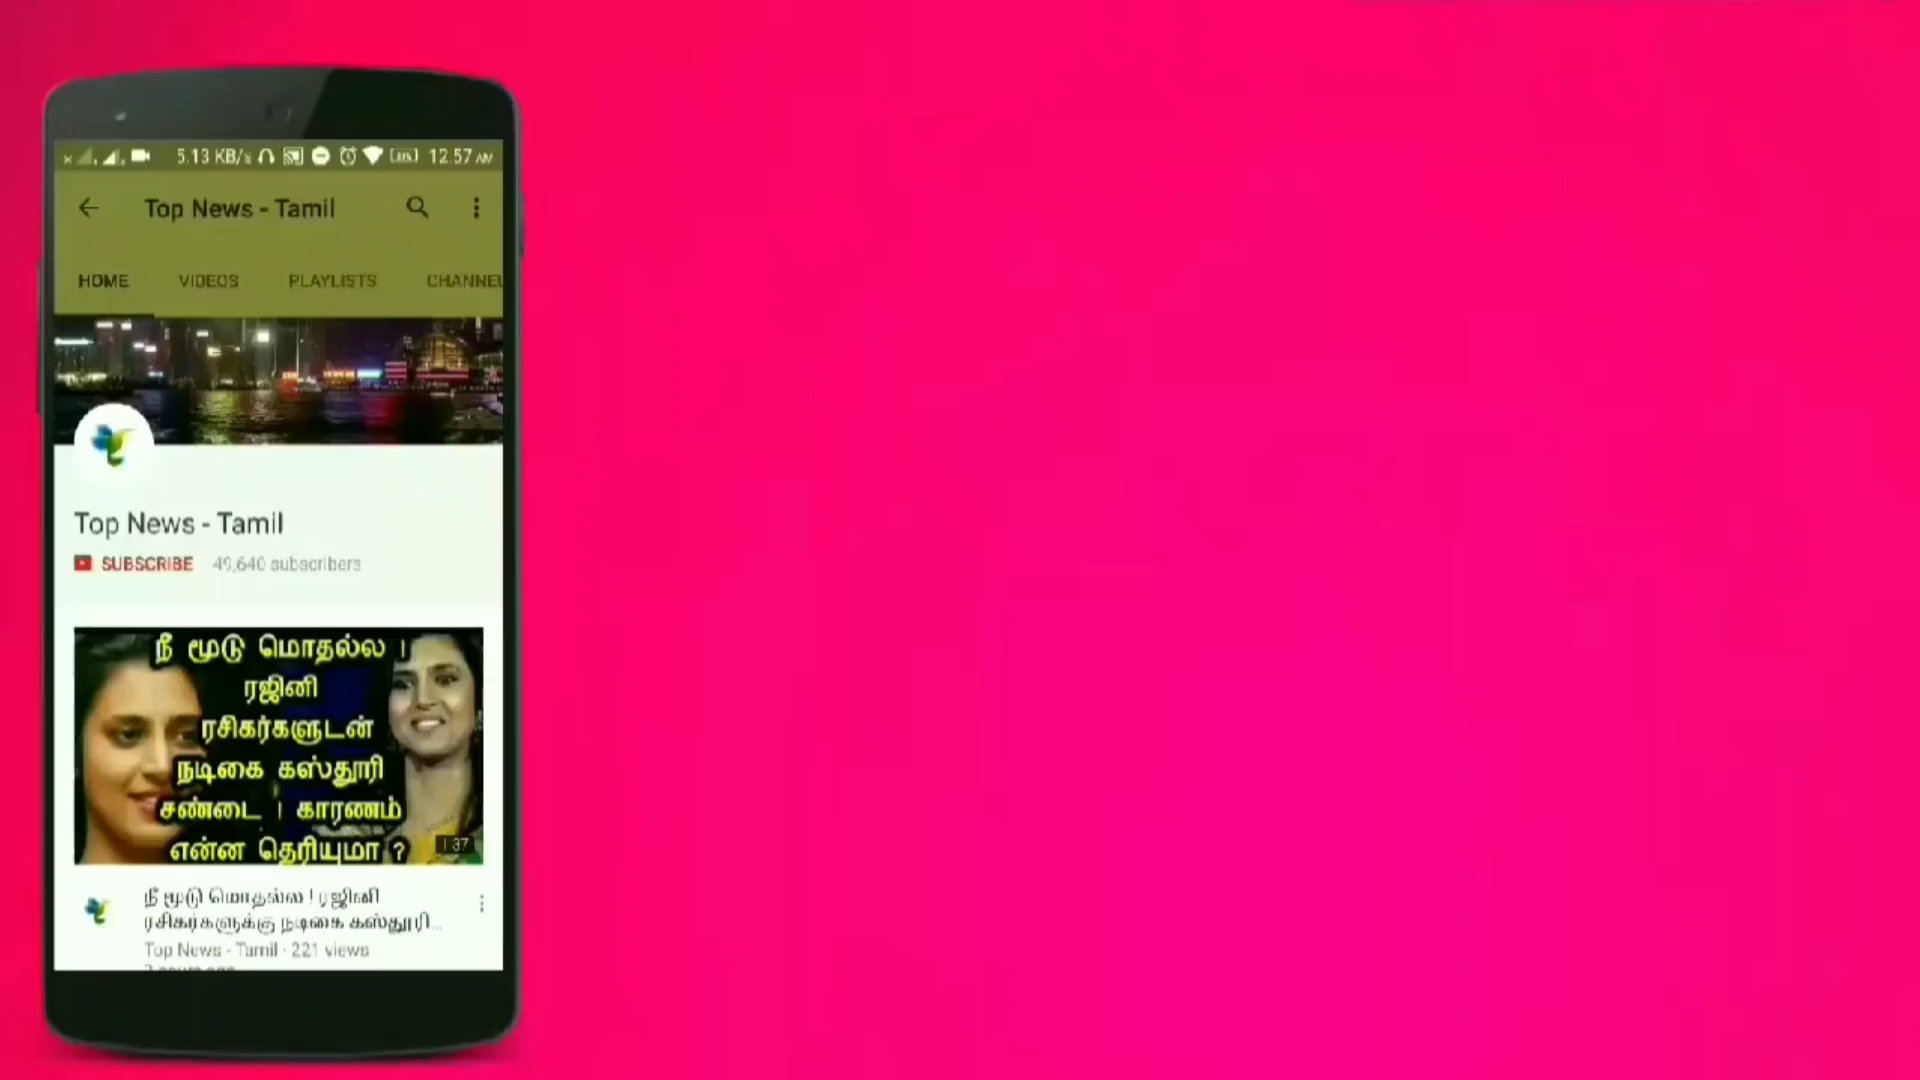 5.13 KB/s 12.57 AM
Top News - Tamil
HOME VIDEOS PLAYLISTS CHANNEL
Top News - Tamil
SUBSCRIBE 49,640 subscribers
நீ மூடு மொதல்ல !
ரஜினி
ரசிகர்களுடன்
நடிகை கஸ்தூரி
சண்டை ! காரணம்
என்ன தெரியுமா ?
1:37
நீ மூடு மொதல்ல ! ரஜினி
ரசிகர்களுக்கு நடிகை கஸ்தூரி...
Top News - Tamil · 221 views